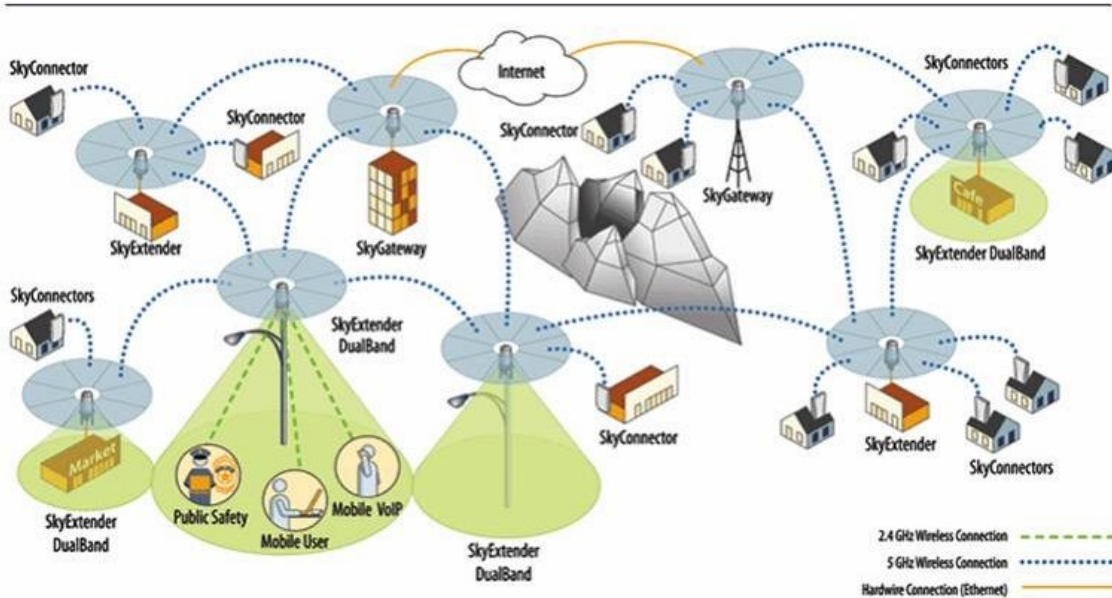 Internet
SkyConnector
SkyConnectors
SkyConnector
SkyConnector
Cafe
SkyExtender
SkyGateway
SkyGateway
SkyExtender DualBand
SkyConnectors
SkyExtender
DualBand
Market
SkyConnector
SkyExtender
SkyConnectors
Public Safety
Mobile User
Mobile VoIP
SkyExtender
DualBand
SkyExtender
DualBand
2.4 GHz Wireless Connection
5 GHz Wireless Connection
Hardwire Connection (Ethernet)